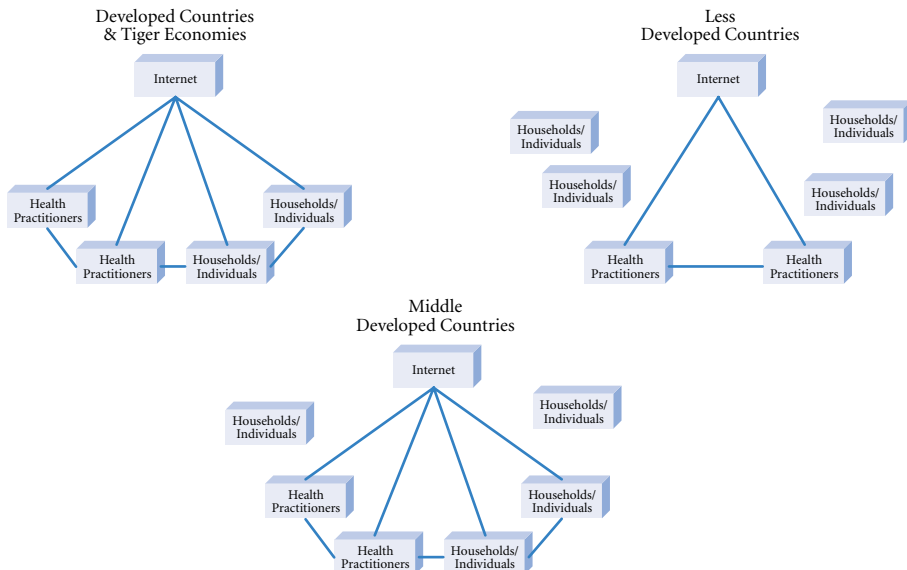 Developed Countries
& Tiger Economies
Internet
Health
Practitioners
Health
Practitioners
Households/
Individuals
Households/
Individuals
Less
Developed Countries
Internet
Households/
Individuals
Households/
Individuals
Households/
Individuals
Households/
Individuals
Health
Practitioners
Health
Practitioners
Middle
Developed Countries
Internet
Households/
Individuals
Households/
Individuals
Health
Practitioners
Households/
Individuals
Health
Practitioners
Households/
Individuals